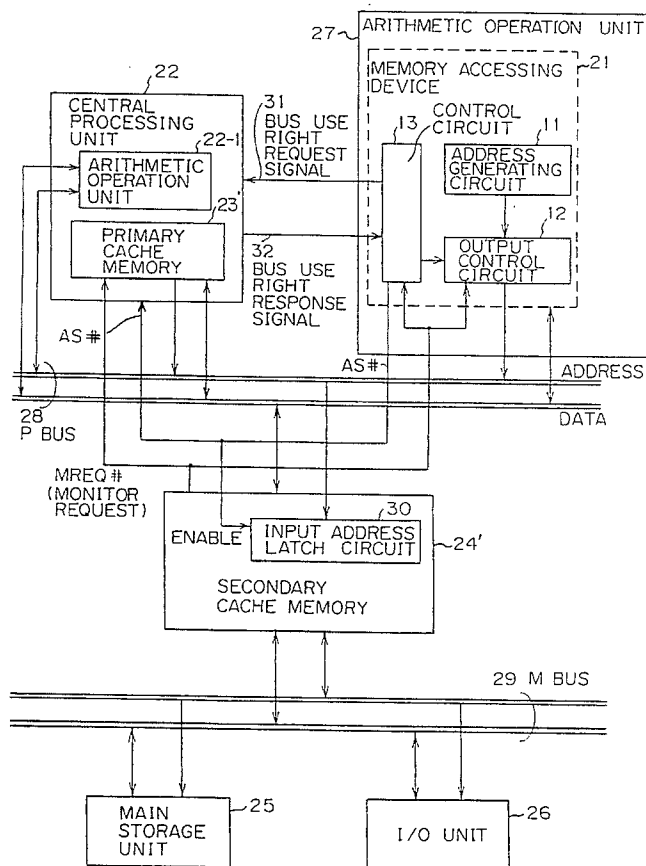 27
ARITHMETIC OPERATION UNIT
22
CENTRAL
PROCESSING
UNIT
22-1
ARITHMETIC
OPERATION
UNIT
23'
PRIMARY
CACHE
MEMORY
31
BUS USE
RIGHT
REQUEST
SIGNAL
32
BUS USE
RIGHT
RESPONSE
SIGNAL
21
MEMORY ACCESSING
DEVICE
13
CONTROL
CIRCUIT
11
ADDRESS
GENERATING
CIRCUIT
12
OUTPUT
CONTROL
CIRCUIT
AS#
AS#
ADDRESS
DATA
28
P BUS
MREQ#
(MONITOR
REQUEST)
30
ENABLE
INPUT ADDRESS
LATCH CIRCUIT
24'
SECONDARY
CACHE MEMORY
29 M BUS
25
MAIN
STORAGE
UNIT
26
I/O UNIT